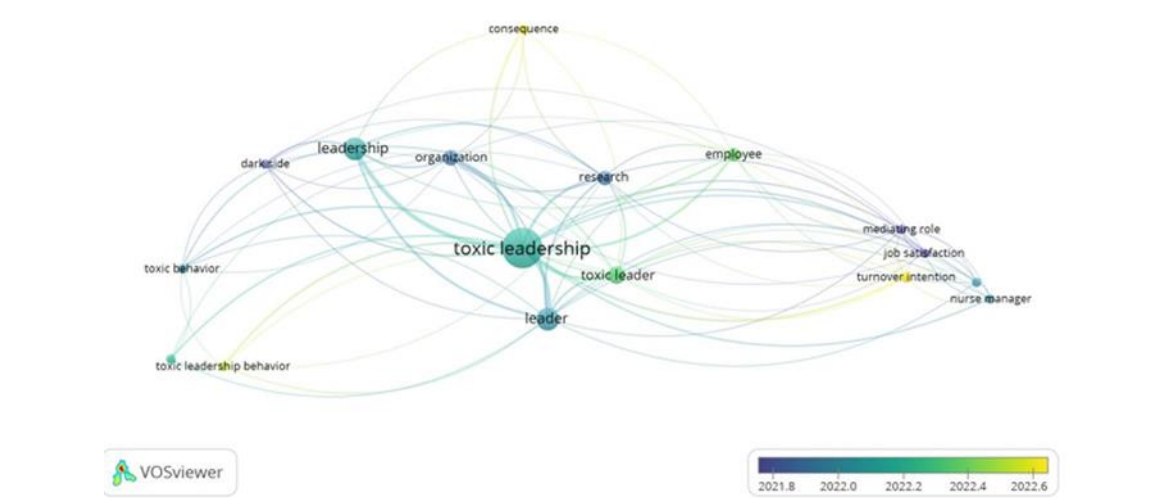 consequence
leadership
organization
dark side
employee
research
mediating role
toxic leadership
job satisfaction
toxic behavior
toxic leader
turnover intention
nurse manager
leader
toxic leadership behavior
VOSviewer
2021.8 2022.0 2022.2 2022.4 2022.6